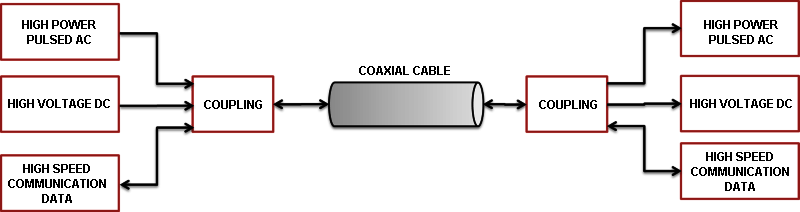 HIGH POWER
PULSED AC
HIGH VOLTAGE DC
HIGH SPEED
COMMUNICATION
DATA
COUPLING
COAXIAL CABLE
COUPLING
HIGH POWER
PULSED AC
HIGH VOLTAGE DC
HIGH SPEED
COMMUNICATION
DATA